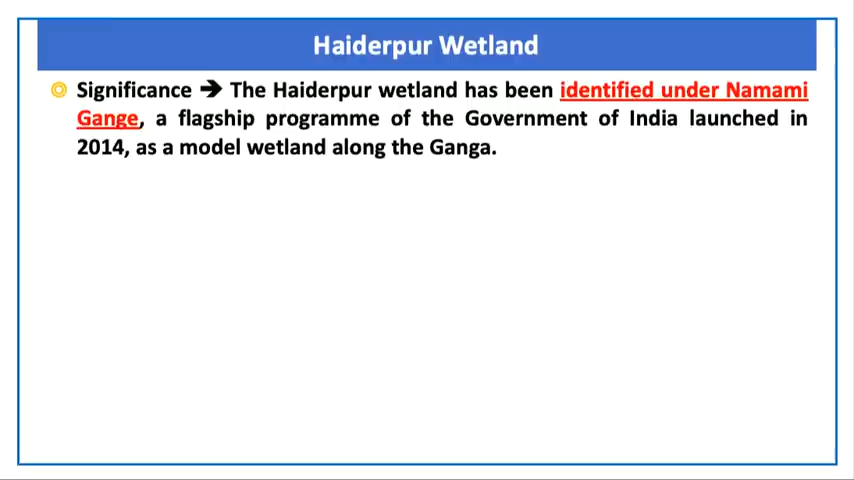 Haiderpur Wetland
Significance ➔ The Haiderpur wetland has been identified under Namami
Gange, a flagship programme of the Government of India launched in
2014, as a model wetland along the Ganga.